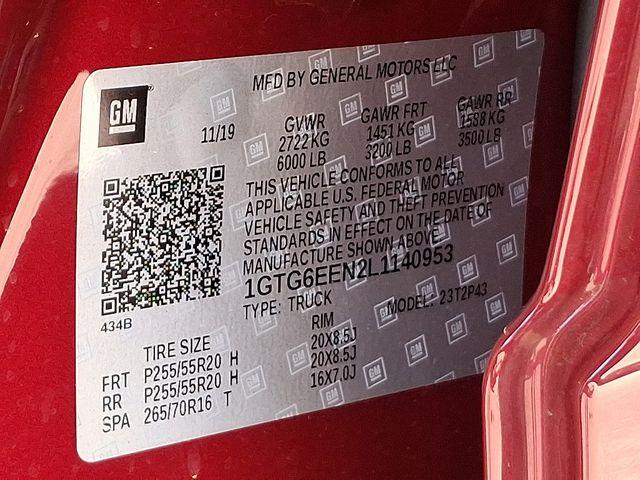 GM
MFD BY GENERAL MOTORS LLC
11/19 GVWR GAWR FRT GAWR RR
2722 KG 1451 KG 1588 KG
6000 LB 3200 LB 3500 LB
THIS VEHICLE CONFORMS TO ALL
APPLICABLE U.S. FEDERAL MOTOR
VEHICLE SAFETY AND THEFT PREVENTION
STANDARDS IN EFFECT ON THE DATE OF
MANUFACTURE SHOWN ABOVE
1GTG6EEN2L1140953
TYPE: TRUCK MODEL: 23T2P43
434B
TIRE SIZE RIM
FRT P255/55R20 H 20X8.5J
RR P255/55R20 H 20X8.5J
SPA 265/70R16 T 16X7.0J